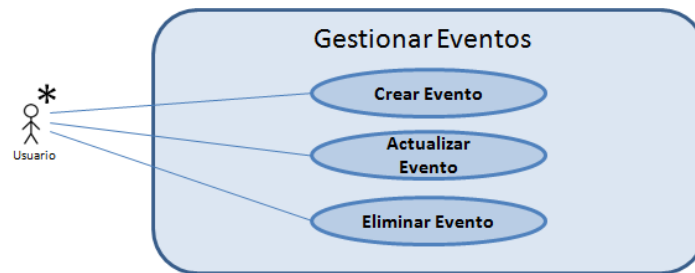 Gestionar Eventos
*
Usuario
Crear Evento
Actualizar
Evento
Eliminar Evento